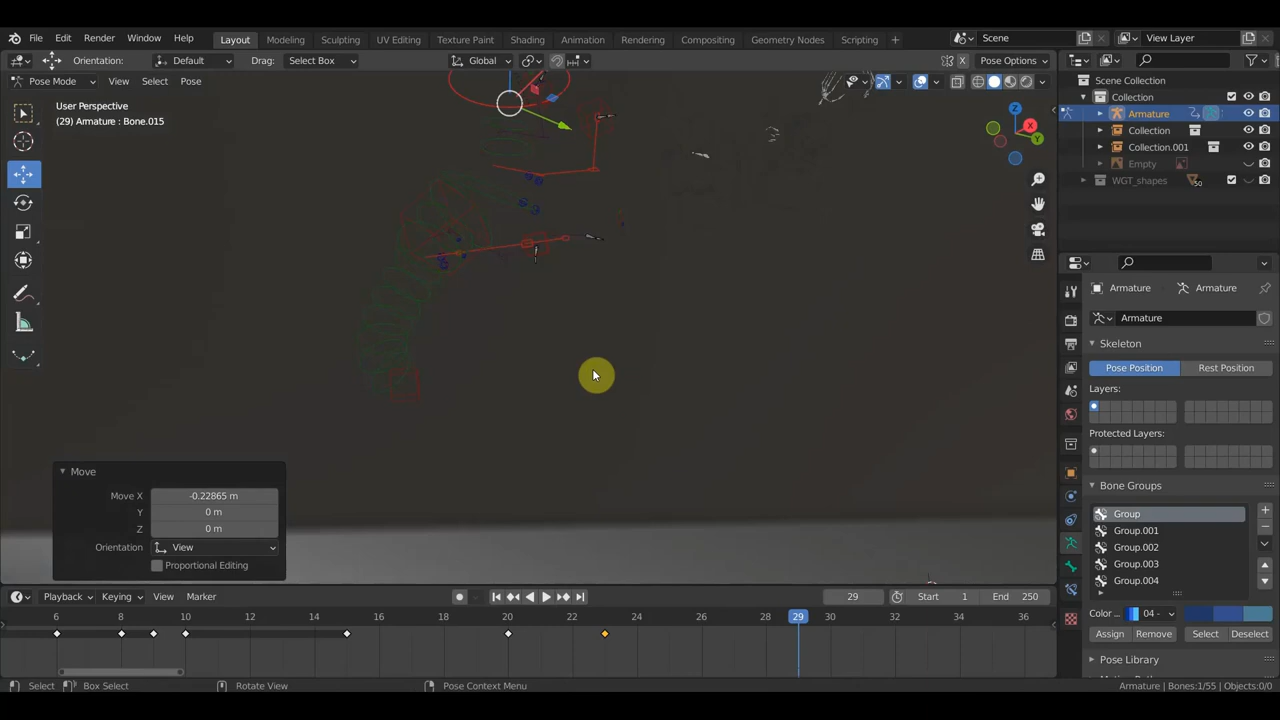 File Edit Render Window Help Layout Modeling Sculpting UV Editing Texture Paint Shading Animation Rendering Compositing Geometry Nodes Scripting + Scene View Layer
Orientation: Default Drag: Select Box Global Pose Options
Pose Mode View Select Pose
User Perspective
(29) Armature : Bone.015
Scene Collection
Collection
Armature
Collection
Collection.001
Empty
WGT_shapes 50
X
Y
Z
Armature Armature
Armature
Skeleton
Pose Position Rest Position
Layers:
Protected Layers:
Bone Groups
Group
Group.001
Group.002
Group.003
Group.004
Color 04 -
Assign Remove Select Deselect
Pose Library
Move
Move X -0.22865 m
Y 0 m
Z 0 m
Orientation View
Proportional Editing
Playback Keying View Marker 29 Start 1 End 250
6 8 10 12 14 16 18 20 22 24 26 28 29 30 32 34 36
Select Box Select Rotate View Pose Context Menu Armature | Bones:1/55 | Objects:0/0